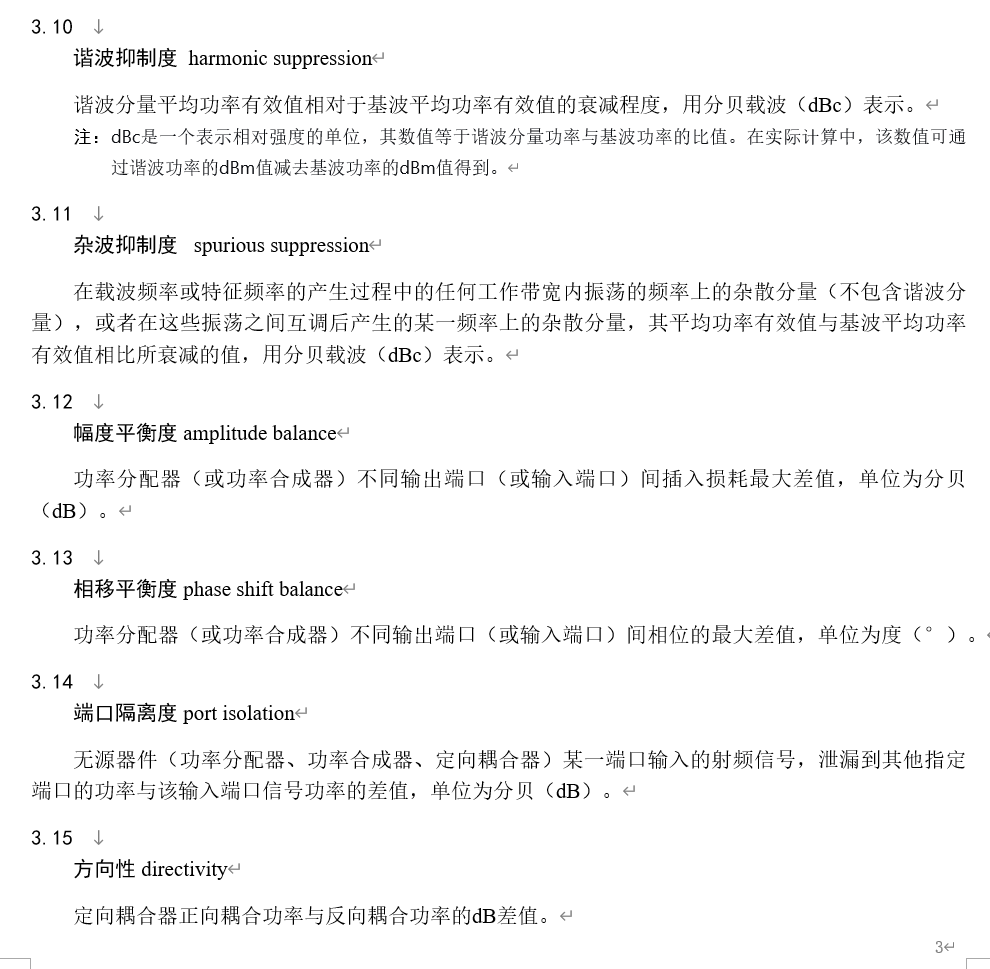 3.10 ↓
谐波抑制度 harmonic suppression↵
谐波分量平均功率有效值相对于基波平均功率有效值的衰减程度，用分贝载波（dBc）表示。↵
注：dBc是一个表示相对强度的单位，其数值等于谐波分量功率与基波功率的比值。在实际计算中，该数值可通
过谐波功率的dBm值减去基波功率的dBm值得到。↵
3.11 ↓
杂波抑制度 spurious suppression↵
在载波频率或特征频率的产生过程中的任何工作带宽内振荡的频率上的杂散分量（不包含谐波分
量），或者在这些振荡之间互调后产生的某一频率上的杂散分量，其平均功率有效值与基波平均功率
有效值相比所衰减的值，用分贝载波（dBc）表示。↵
3.12 ↓
幅度平衡度 amplitude balance↵
功率分配器（或功率合成器）不同输出端口（或输入端口）间插入损耗最大差值，单位为分贝
（dB）。↵
3.13 ↓
相移平衡度 phase shift balance↵
功率分配器（或功率合成器）不同输出端口（或输入端口）间相位的最大差值，单位为度（°）。↵
3.14 ↓
端口隔离度 port isolation↵
无源器件（功率分配器、功率合成器、定向耦合器）某一端口输入的射频信号，泄漏到其他指定
端口的功率与该输入端口信号功率的差值，单位为分贝（dB）。↵
3.15 ↓
方向性 directivity↵
定向耦合器正向耦合功率与反向耦合功率的dB差值。↵
3↵